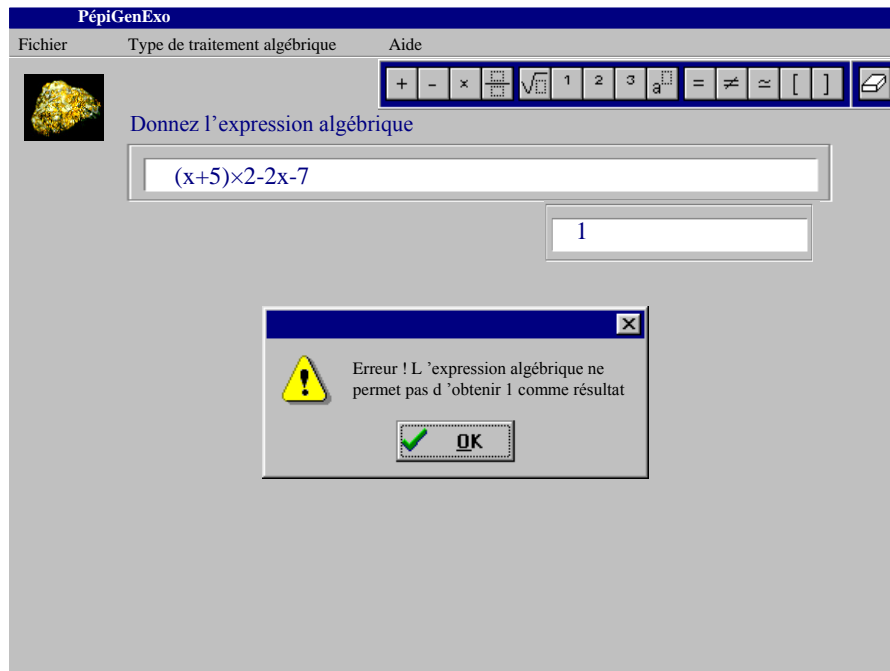 PépiGenExo
Fichier Type de traitement algébrique Aide
+ - × √ 1 2 3 a = ≠ ≃ [ ]
Donnez l'expression algébrique
(x+5)×2-2x-7
1
Erreur ! L 'expression algébrique ne
permet pas d 'obtenir 1 comme résultat
OK